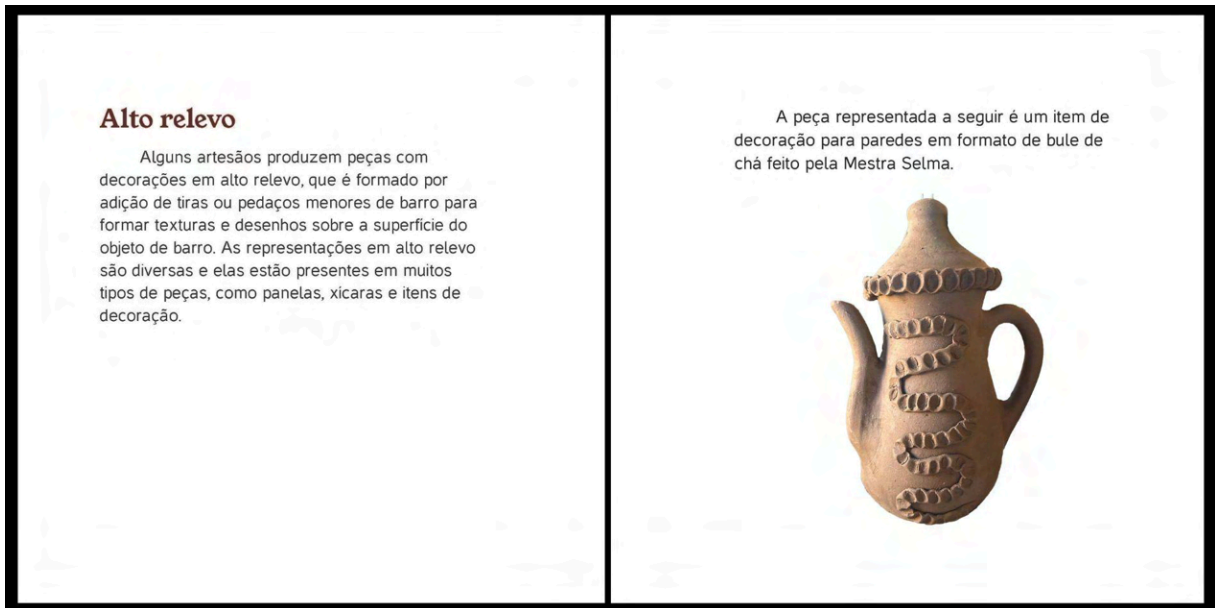 Alto relevo
Alguns artesãos produzem peças com
decorações em alto relevo, que é formado por
adição de tiras ou pedaços menores de barro para
formar texturas e desenhos sobre a superfície do
objeto de barro. As representações em alto relevo
são diversas e elas estão presentes em muitos
tipos de peças, como panelas, xícaras e itens de
decoração.
A peça representada a seguir é um item de
decoração para paredes em formato de bule de
chá feito pela Mestra Selma.